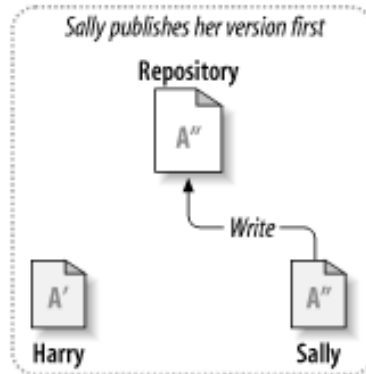 Sally publishes her version first
Repository
A"
Write
A'
A"
Harry
Sally